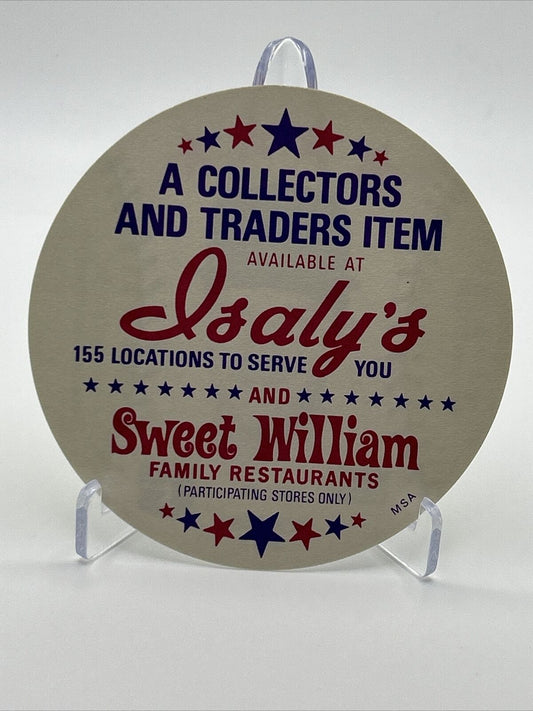 A COLLECTORS
AND TRADERS ITEM
AVAILABLE AT
Isaly's
155 LOCATIONS TO SERVE YOU
AND
Sweet William
FAMILY RESTAURANTS
(PARTICIPATING STORES ONLY)
MSA